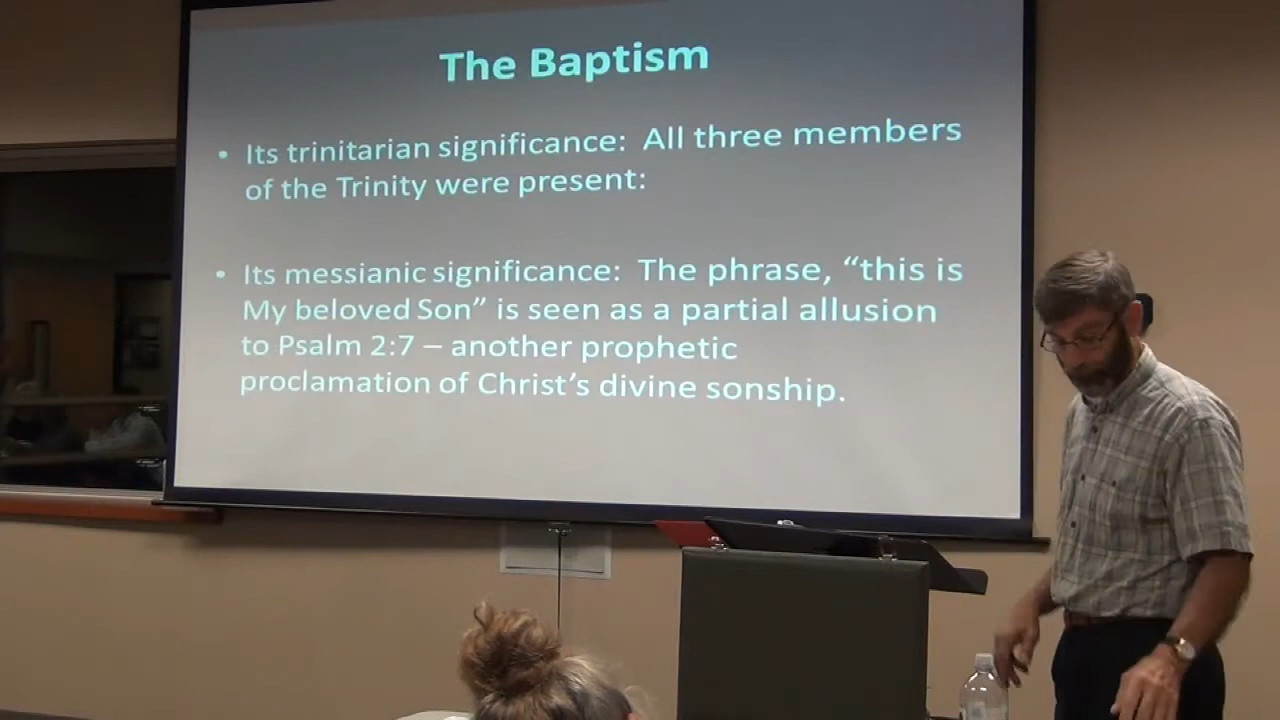 The Baptism
• Its trinitarian significance:  All three members
of the Trinity were present:
• Its messianic significance:  The phrase, “this is
My beloved Son” is seen as a partial allusion
to Psalm 2:7 – another prophetic
proclamation of Christ’s divine sonship.